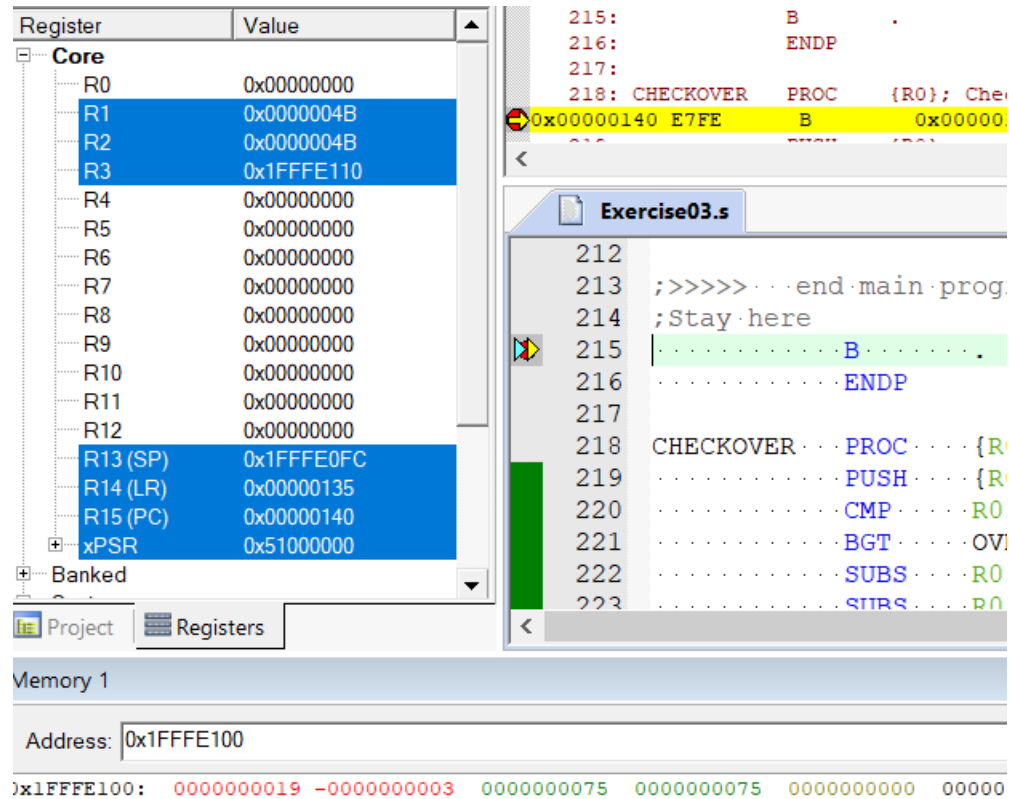 Register Value
Core
R0 0x00000000
R1 0x0000004B
R2 0x0000004B
R3 0x1FFFE110
R4 0x00000000
R5 0x00000000
R6 0x00000000
R7 0x00000000
R8 0x00000000
R9 0x00000000
R10 0x00000000
R11 0x00000000
R12 0x00000000
R13 (SP) 0x1FFFE0FC
R14 (LR) 0x00000135
R15 (PC) 0x00000140
xPSR 0x51000000
Banked
Project Registers
215: B .
216: ENDP
217:
218: CHECKOVER PROC {R0}; Che
0x00000140 E7FE B 0x00000
Exercise03.s
212
213 ;>>>>> end main prog
214 ;Stay here
215 B .
216 ENDP
217
218 CHECKOVER PROC {R
219 PUSH {R
220 CMP R0
221 BGT OV
222 SUBS R0
223 SUBS R0
Memory 1
Address: 0x1FFFE100
0x1FFFE100: 0000000019 -0000000003 0000000075 0000000075 0000000000 00000